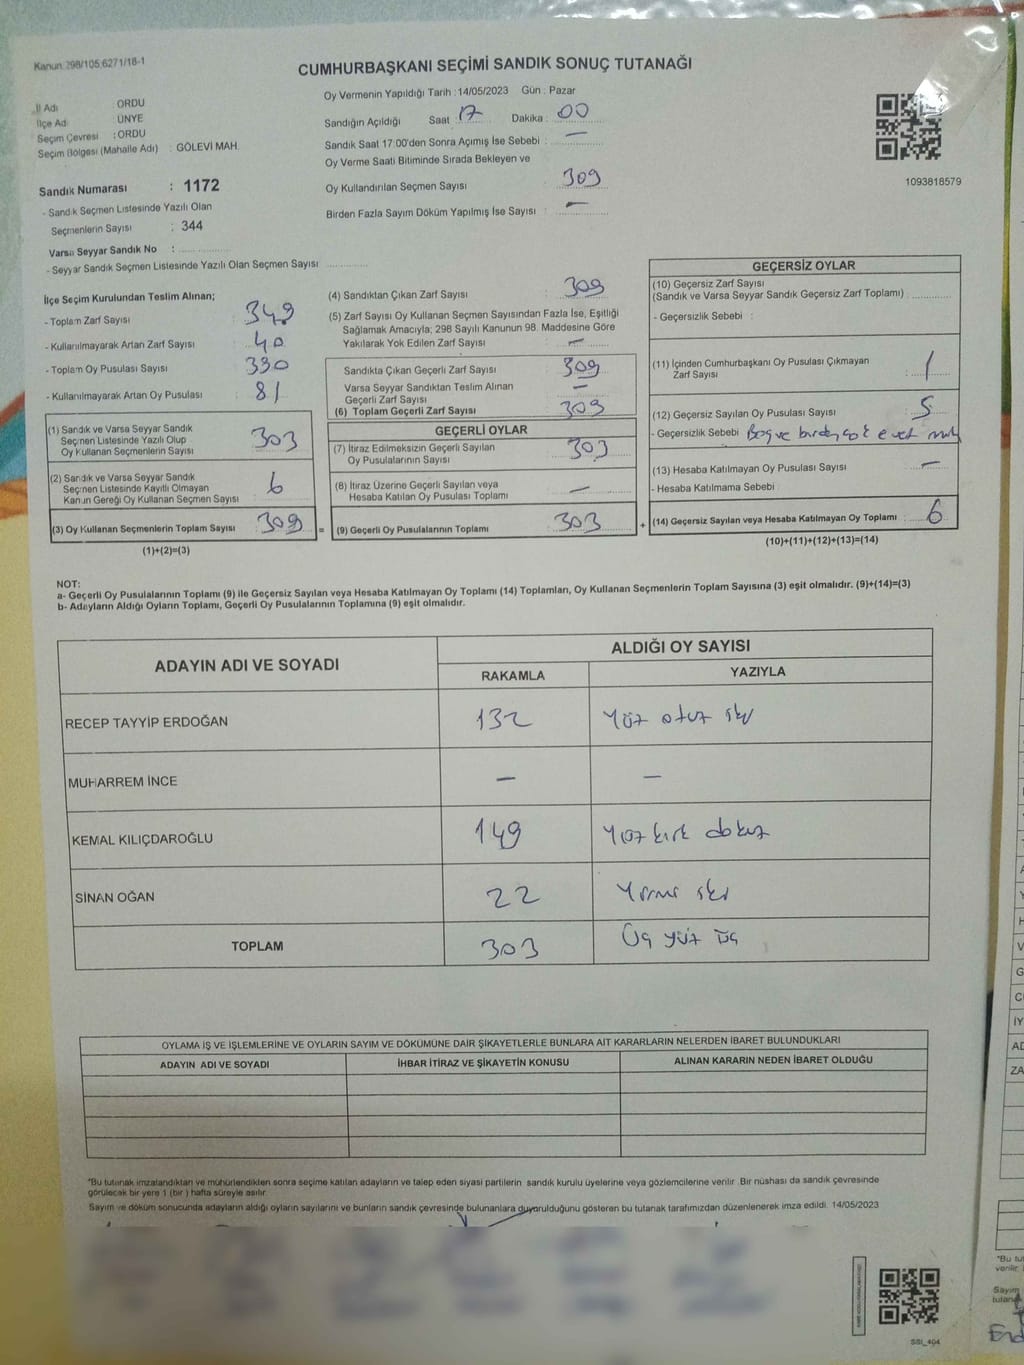 Kanun 298/105,6271/18-1
CUMHURBAŞKANI SEÇİMİ SANDIK SONUÇ TUTANAĞI
İl Adı ORDU
İlçe Adı ÜNYE
Seçim Çevresi : ORDU
Seçim Bölgesi (Mahalle Adı) : GÖLEVİ MAH.
Sandık Numarası : 1172
- Sandık Seçmen Listesinde Yazılı Olan
Seçmenlerin Sayısı : 344
Varsa Seyyar Sandık No :
- Seyyar Sandık Seçmen Listesinde Yazılı Olan Seçmen Sayısı
Oy Vermenin Yapıldığı Tarih : 14/05/2023 Gün : Pazar
Sandığın Açıldığı Saat : 17 Dakika : 00
Sandık Saat 17:00'den Sonra Açımış İse Sebebi : —
Oy Verme Saati Bitiminde Sırada Bekleyen ve
Oy Kullandırılan Seçmen Sayısı : 309
Birden Fazla Sayım Döküm Yapılmış İse Sayısı : —
1093818579
İlçe Seçim Kurulundan Teslim Alınan;
- Toplam Zarf Sayısı : 349
- Kullanılmayarak Artan Zarf Sayısı : 40
- Toplam Oy Pusulası Sayısı : 330
- Kullanılmayarak Artan Oy Pusulası : 81
(1) Sandık ve Varsa Seyyar Sandık
Seçmen Listesinde Yazılı Olup
Oy Kullanan Seçmenlerin Sayısı 303
(2) Sandık ve Varsa Seyyar Sandık
Seçmen Listesinde Kayıtlı Olmayan
Kanun Gereği Oy Kullanan Seçmen Sayısı 6
(3) Oy Kullanan Seçmenlerin Toplam Sayısı 309 =
(1)+(2)=(3)
(4) Sandıktan Çıkan Zarf Sayısı : 309
(5) Zarf Sayısı Oy Kullanan Seçmen Sayısından Fazla İse, Eşitliği
Sağlamak Amacıyla; 298 Sayılı Kanunun 98. Maddesine Göre
Yakılarak Yok Edilen Zarf Sayısı : —
Sandıkta Çıkan Geçerli Zarf Sayısı : 309
Varsa Seyyar Sandıktan Teslim Alınan
Geçerli Zarf Sayısı : —
(6) Toplam Geçerli Zarf Sayısı : 309
GEÇERLİ OYLAR
(7) İtiraz Edilmeksizin Geçerli Sayılan
Oy Pusulalarının Sayısı : 303
(8) İtiraz Üzerine Geçerli Sayılan veya
Hesaba Katılan Oy Pusulası Toplamı : —
(9) Geçerli Oy Pusulalarının Toplamı : 303 +
GEÇERSİZ OYLAR
(10) Geçersiz Zarf Sayısı
(Sandık ve Varsa Seyyar Sandık Geçersiz Zarf Toplamı) :
- Geçersizlik Sebebi :
(11) İçinden Cumhurbaşkanı Oy Pusulası Çıkmayan
Zarf Sayısı : 1
(12) Geçersiz Sayılan Oy Pusulası Sayısı : 5
- Geçersizlik Sebebi Boş ve birden çok evet
(13) Hesaba Katılmayan Oy Pusulası Sayısı : —
- Hesaba Katılmama Sebebi :
(14) Geçersiz Sayılan veya Hesaba Katılmayan Oy Toplamı : 6
(10)+(11)+(12)+(13)=(14)
NOT:
a- Geçerli Oy Pusulalarının Toplamı (9) ile Geçersiz Sayılan veya Hesaba Katılmayan Oy Toplamı (14) Toplamları, Oy Kullanan Seçmenlerin Toplam Sayısına (3) eşit olmalıdır. (9)+(14)=(3)
b- Adayların Aldığı Oyların Toplamı, Geçerli Oy Pusulalarının Toplamına (9) eşit olmalıdır.
ADAYIN ADI VE SOYADI ALDIĞI OY SAYISI
RAKAMLA YAZIYLA
RECEP TAYYİP ERDOĞAN 132 Yüz otuz iki
MUHARREM İNCE — —
KEMAL KILIÇDAROĞLU 149 Yüz kırk dokuz
SİNAN OĞAN 22 Yirmi iki
TOPLAM 303 Üç yüz üç
OYLAMA İŞ VE İŞLEMLERİNE VE OYLARIN SAYIM VE DÖKÜMÜNE DAİR ŞİKAYETLERLE BUNLARA AİT KARARLARIN NELERDEN İBARET BULUNDUKLARI
ADAYIN ADI VE SOYADI İHBAR İTİRAZ VE ŞİKAYETİN KONUSU ALINAN KARARIN NEDEN İBARET OLDUĞU
*Bu tutanak imzalandıktan ve mühürlendikten sonra seçime katılan adayların ve talep eden siyasi partilerin sandık kurulu üyelerine veya gözlemcilerine verilir. Bir nüshası da sandık çevresinde
görülecek bir yere 1 (bir) hafta süreyle asılır.
Sayım ve döküm sonucunda adayların aldığı oyların sayılarını ve bunların sandık çevresinde bulunanlara duyurulduğunu gösteren bu tutanak tarafımızdan düzenlenerek imza edildi. 14/05/2023
SSI_404